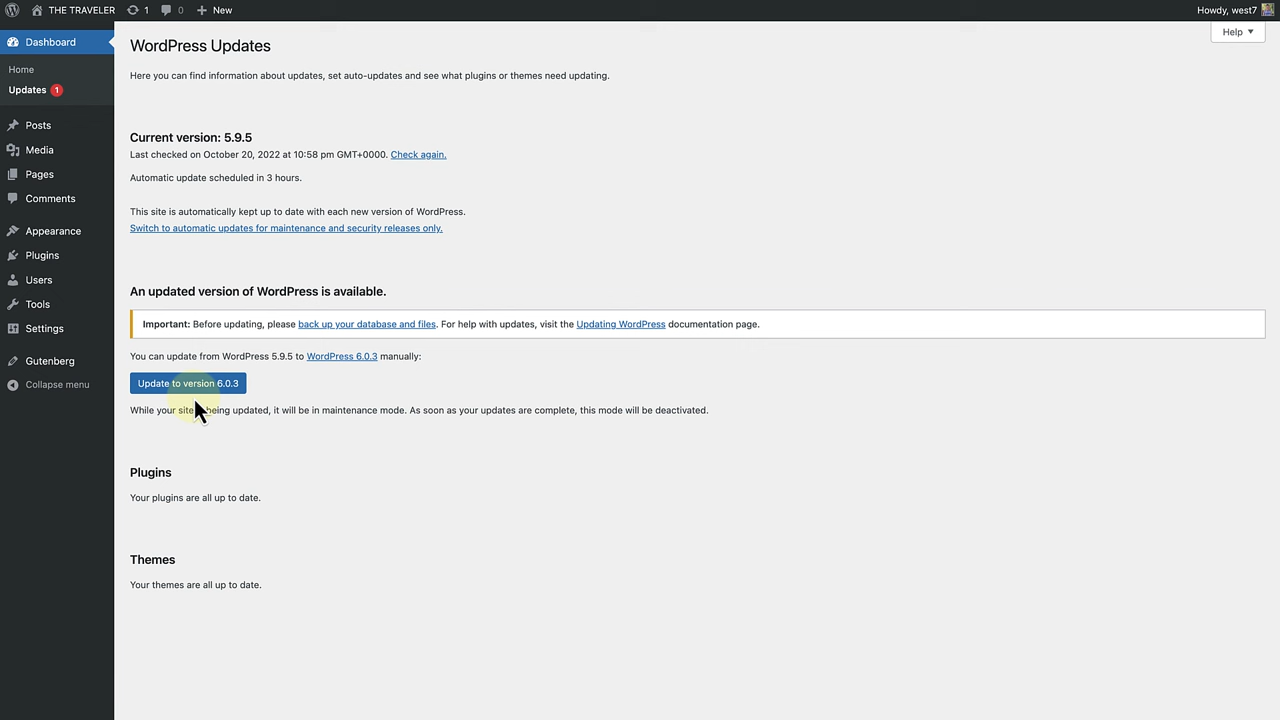 THE TRAVELER 1 0 New Howdy, west7
Help
Dashboard
Home
Updates 1
Posts
Media
Pages
Comments
Appearance
Plugins
Users
Tools
Settings
Gutenberg
Collapse menu
WordPress Updates
Here you can find information about updates, set auto-updates and see what plugins or themes need updating.
Current version: 5.9.5
Last checked on October 20, 2022 at 10:58 pm GMT+0000. Check again.
Automatic update scheduled in 3 hours.
This site is automatically kept up to date with each new version of WordPress.
Switch to automatic updates for maintenance and security releases only.
An updated version of WordPress is available.
Important: Before updating, please back up your database and files. For help with updates, visit the Updating WordPress documentation page.
You can update from WordPress 5.9.5 to WordPress 6.0.3 manually:
Update to version 6.0.3
While your site being updated, it will be in maintenance mode. As soon as your updates are complete, this mode will be deactivated.
Plugins
Your plugins are all up to date.
Themes
Your themes are all up to date.